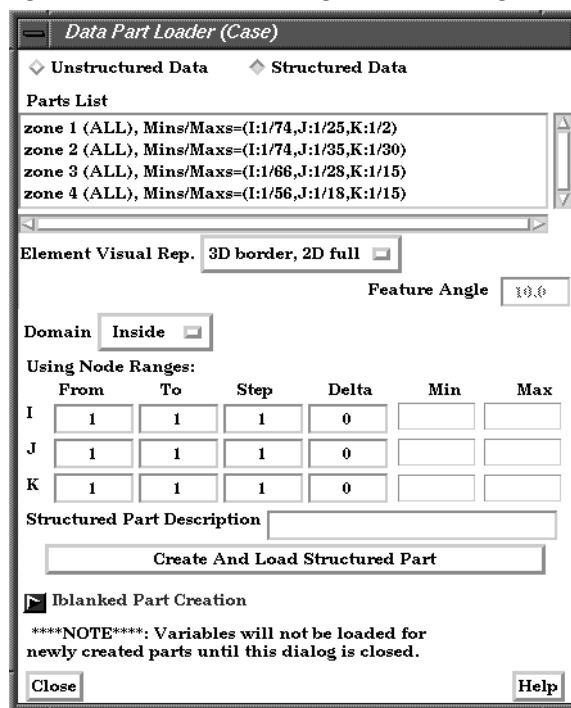 Data Part Loader (Case)
Unstructured Data Structured Data
Parts List
zone 1 (ALL), Mins/Maxs=(I:1/74,J:1/25,K:1/2)
zone 2 (ALL), Mins/Maxs=(I:1/74,J:1/35,K:1/30)
zone 3 (ALL), Mins/Maxs=(I:1/66,J:1/28,K:1/15)
zone 4 (ALL), Mins/Maxs=(I:1/56,J:1/18,K:1/15)
Element Visual Rep. 3D border, 2D full
Feature Angle 10.0
Domain Inside
Using Node Ranges:
From To Step Delta Min Max
I 1 1 1 0
J 1 1 1 0
K 1 1 1 0
Structured Part Description
Create And Load Structured Part
Iblanked Part Creation
****NOTE****: Variables will not be loaded for
newly created parts until this dialog is closed.
Close Help